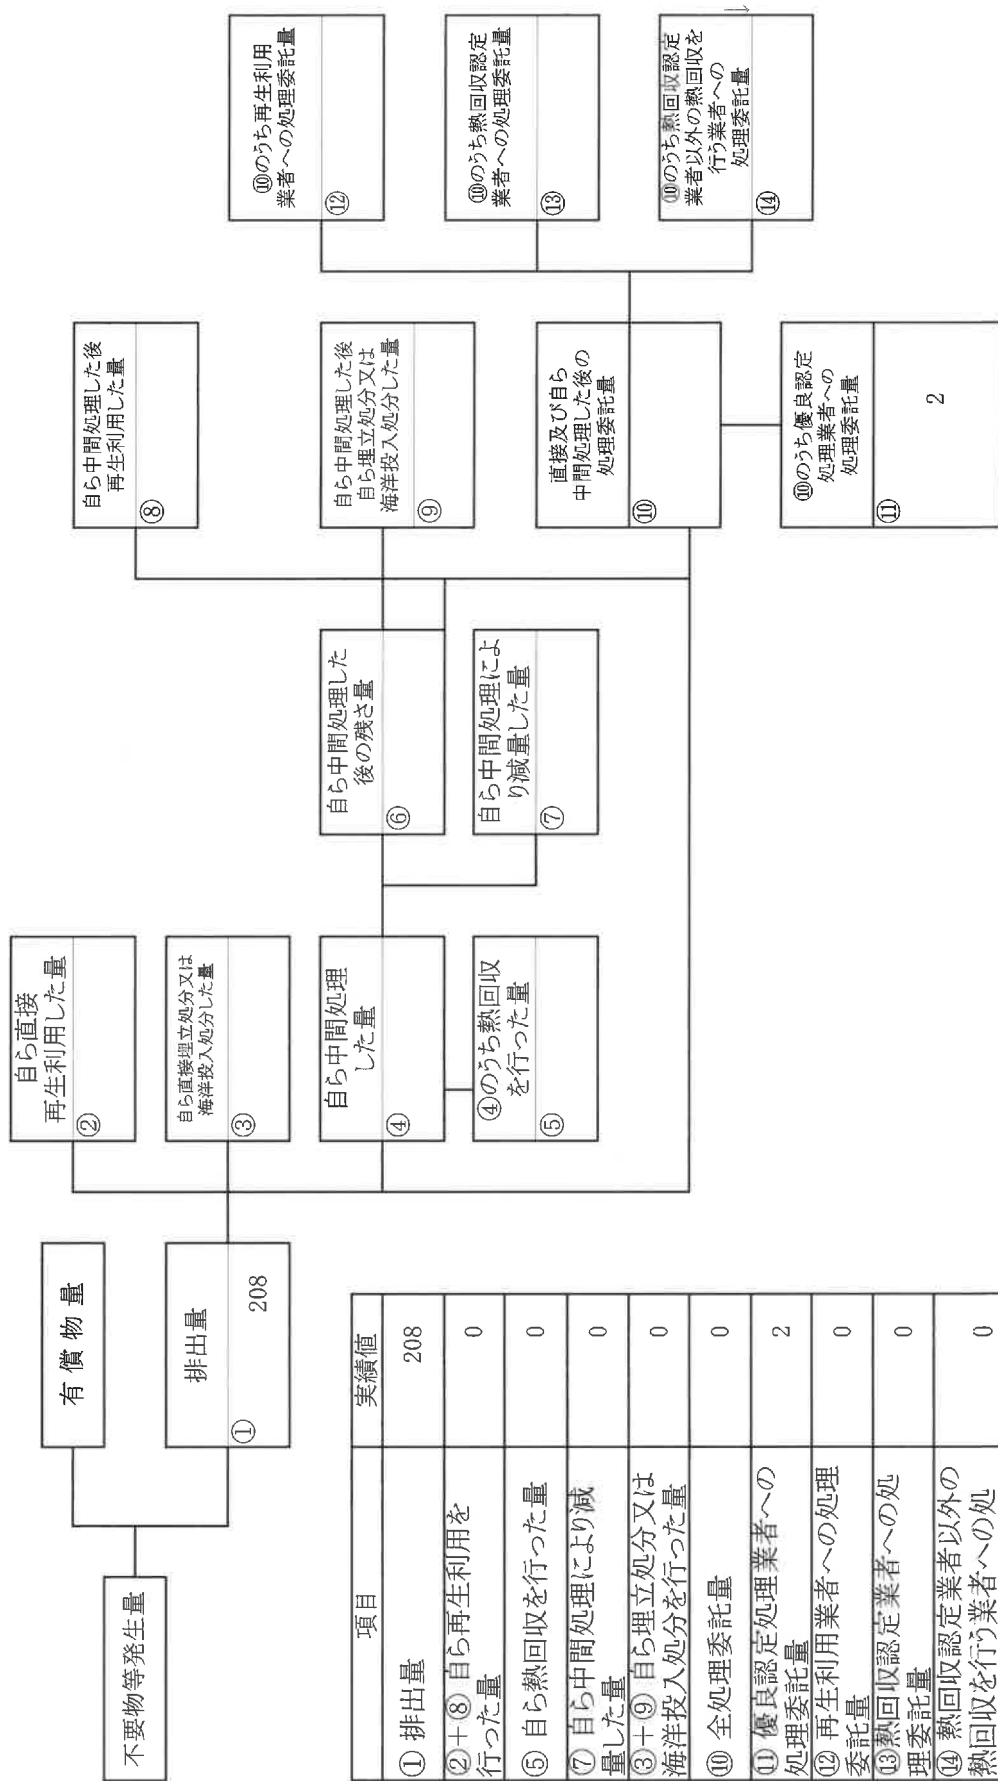 不要物等発生量
有償物量
排出量
①
208
自ら直接
再生利用した量
②
自ら直接埋立処分又は
海洋投入処分した量
③
自ら中間処理
した量
④
④のうち熱回収
を行った量
⑤
自ら中間処理した
後の残さ量
⑥
自ら中間処理によ
り減量した量
⑦
自ら中間処理した後
再生利用した量
⑧
自ら中間処理した後
自ら埋立処分又は
海洋投入処分した量
⑨
直接及び自ら
中間処理した後の
処理委託量
⑩
⑩のうち優良認定
処理業者への
処理委託量
⑪
2
⑩のうち再生利用
業者への処理委託量
⑫
⑩のうち熱回収認定
業者への処理委託量
⑬
⑩のうち熱回収認定
業者以外の熱回収を
行う業者への
処理委託量
⑭
項目 実績値
① 排出量 208
②+⑧ 自ら再生利用を
行った量 0
⑤ 自ら熱回収を行った量 0
⑦ 自ら中間処理により減
量した量 0
③+⑨ 自ら埋立処分又は
海洋投入処分を行った量 0
⑩ 全処理委託量 0
⑪ 優良認定処理業者への
処理委託量 2
⑫ 再生利用業者への処理
委託量 0
⑬熱回収認定業者への処
理委託量 0
⑭ 熱回収認定業者以外の
熱回収を行う業者への処 0